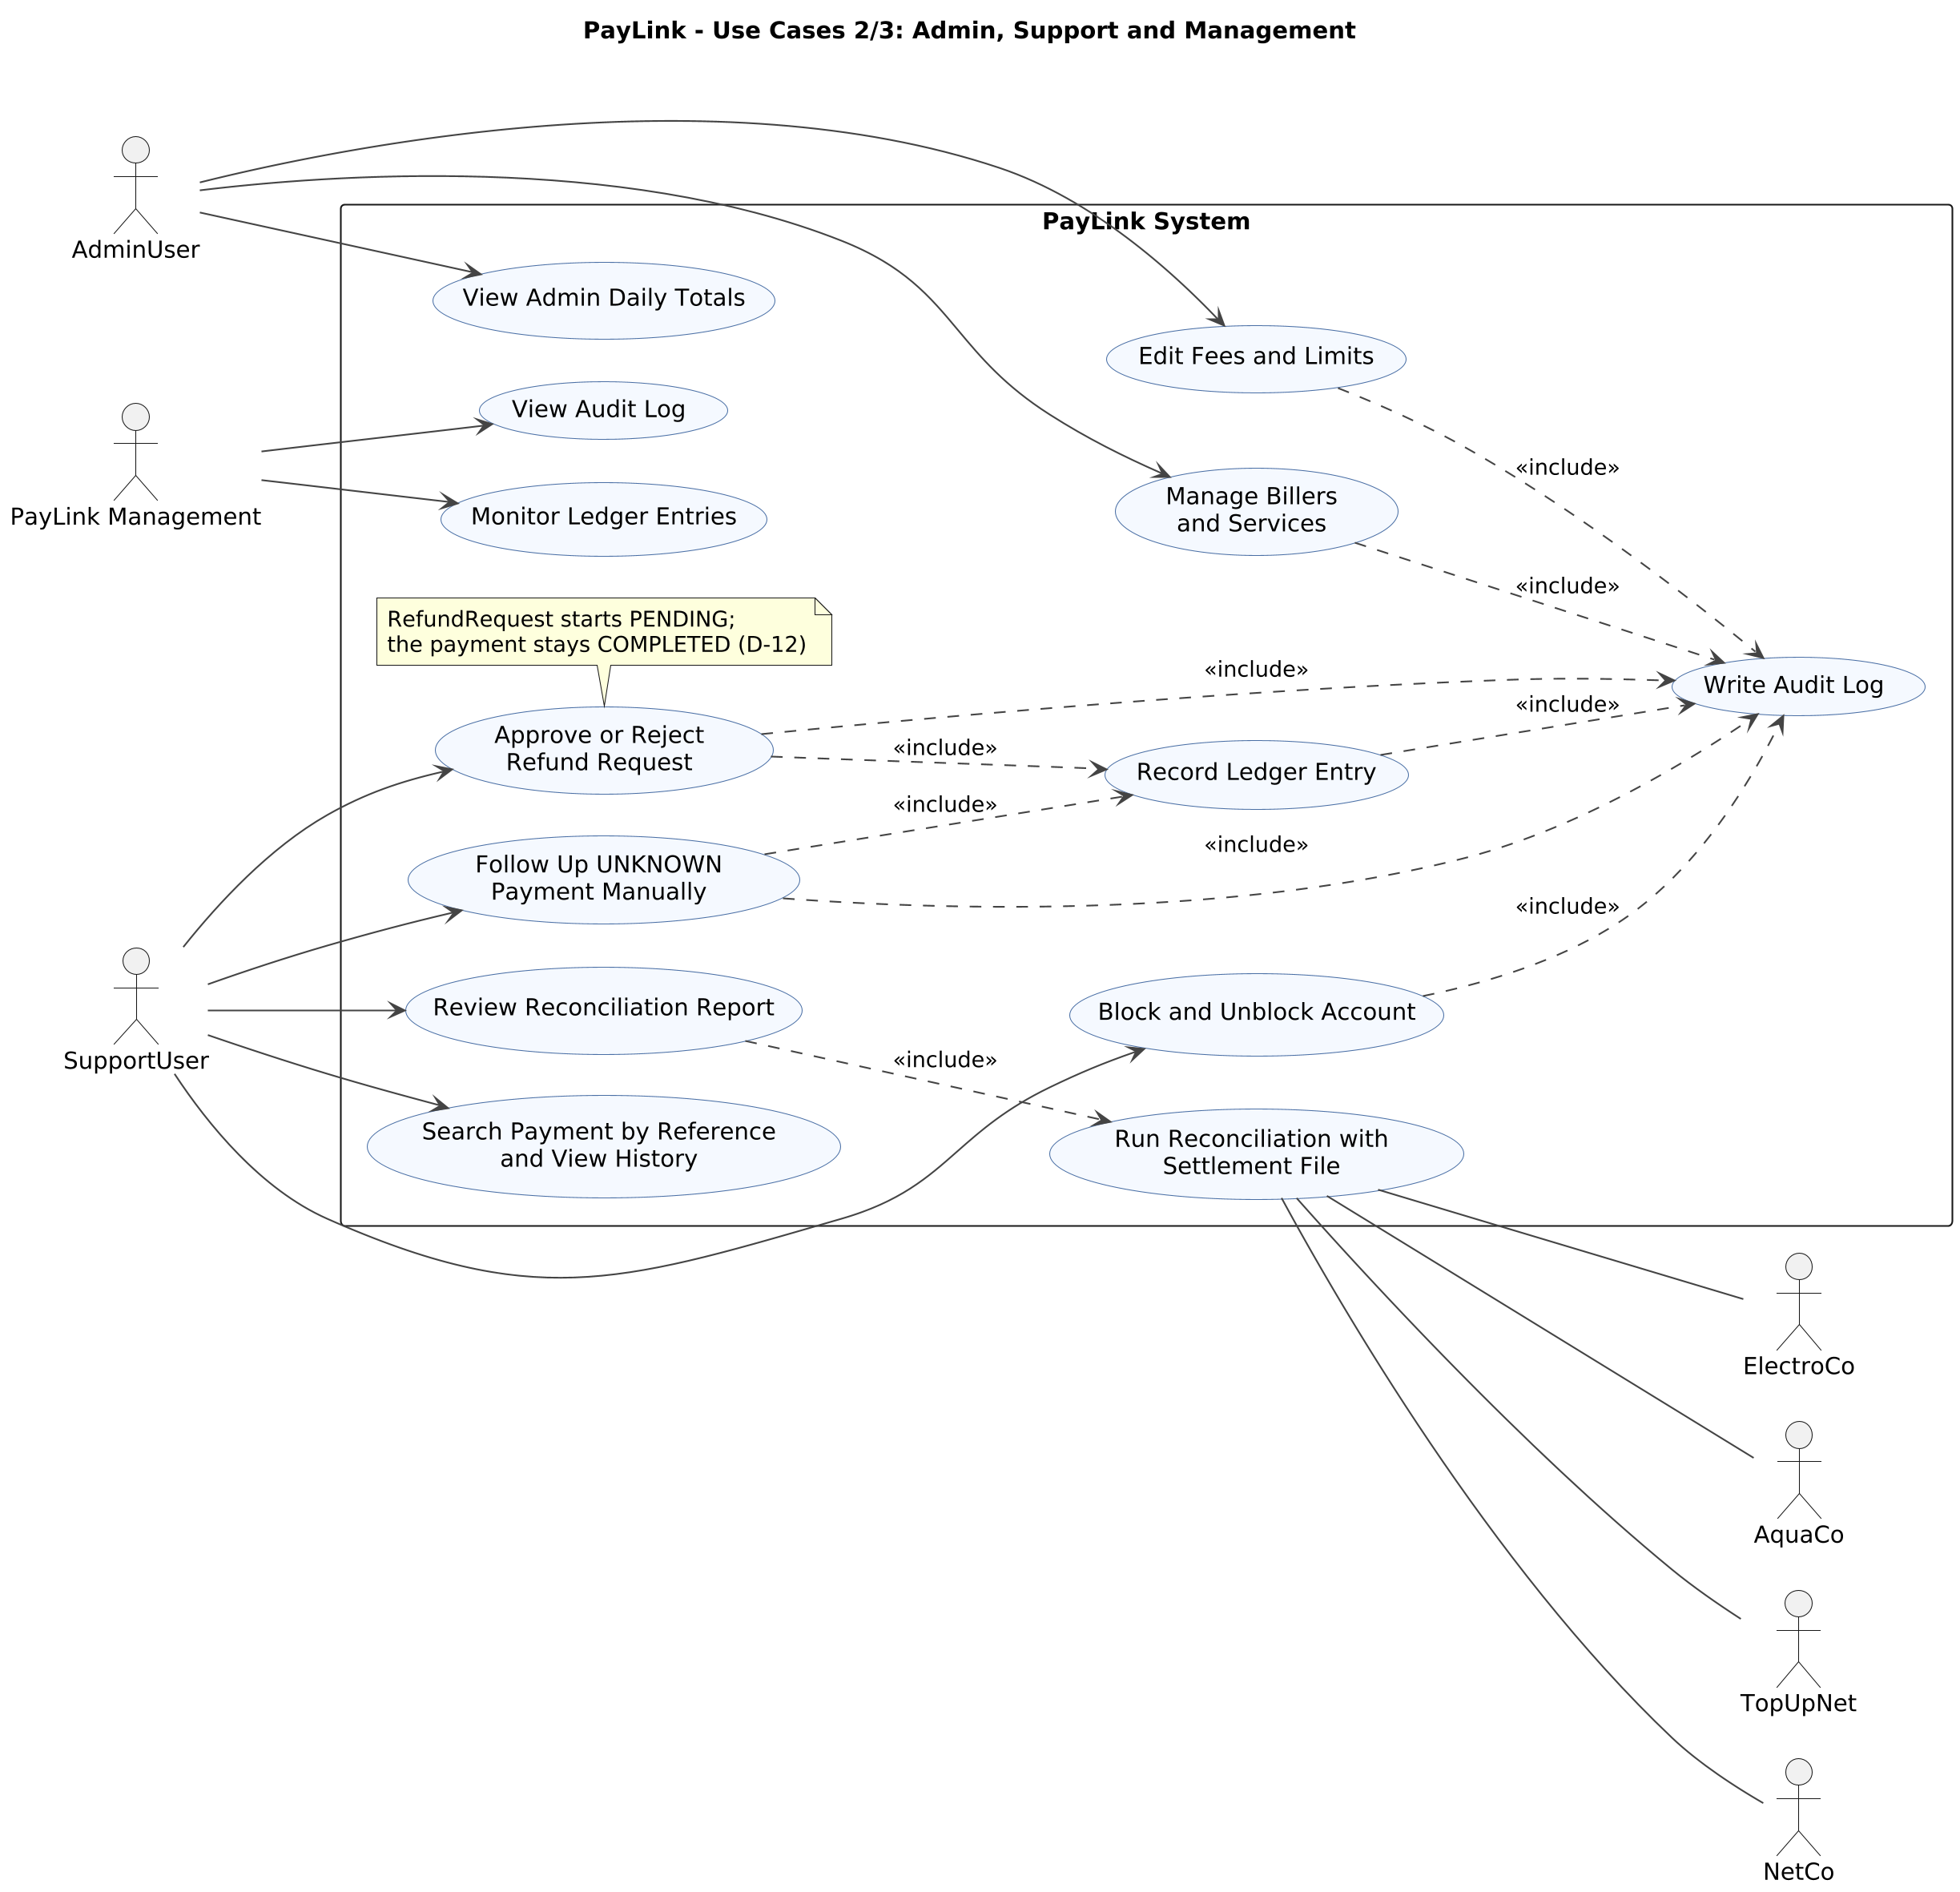 PayLink - Use Cases 2/3: Admin, Support and Management
AdminUser
PayLink System
View Admin Daily Totals
Edit Fees and Limits
View Audit Log
PayLink Management
Monitor Ledger Entries
Manage Billers
and Services
«include»
«include»
RefundRequest starts PENDING;
the payment stays COMPLETED (D-12)
«include»
Write Audit Log
«include»
Approve or Reject
Refund Request
«include»
Record Ledger Entry
«include»
Follow Up UNKNOWN
Payment Manually
«include»
«include»
SupportUser
Review Reconciliation Report
Block and Unblock Account
«include»
Search Payment by Reference
and View History
Run Reconciliation with
Settlement File
ElectroCo
AquaCo
TopUpNet
NetCo